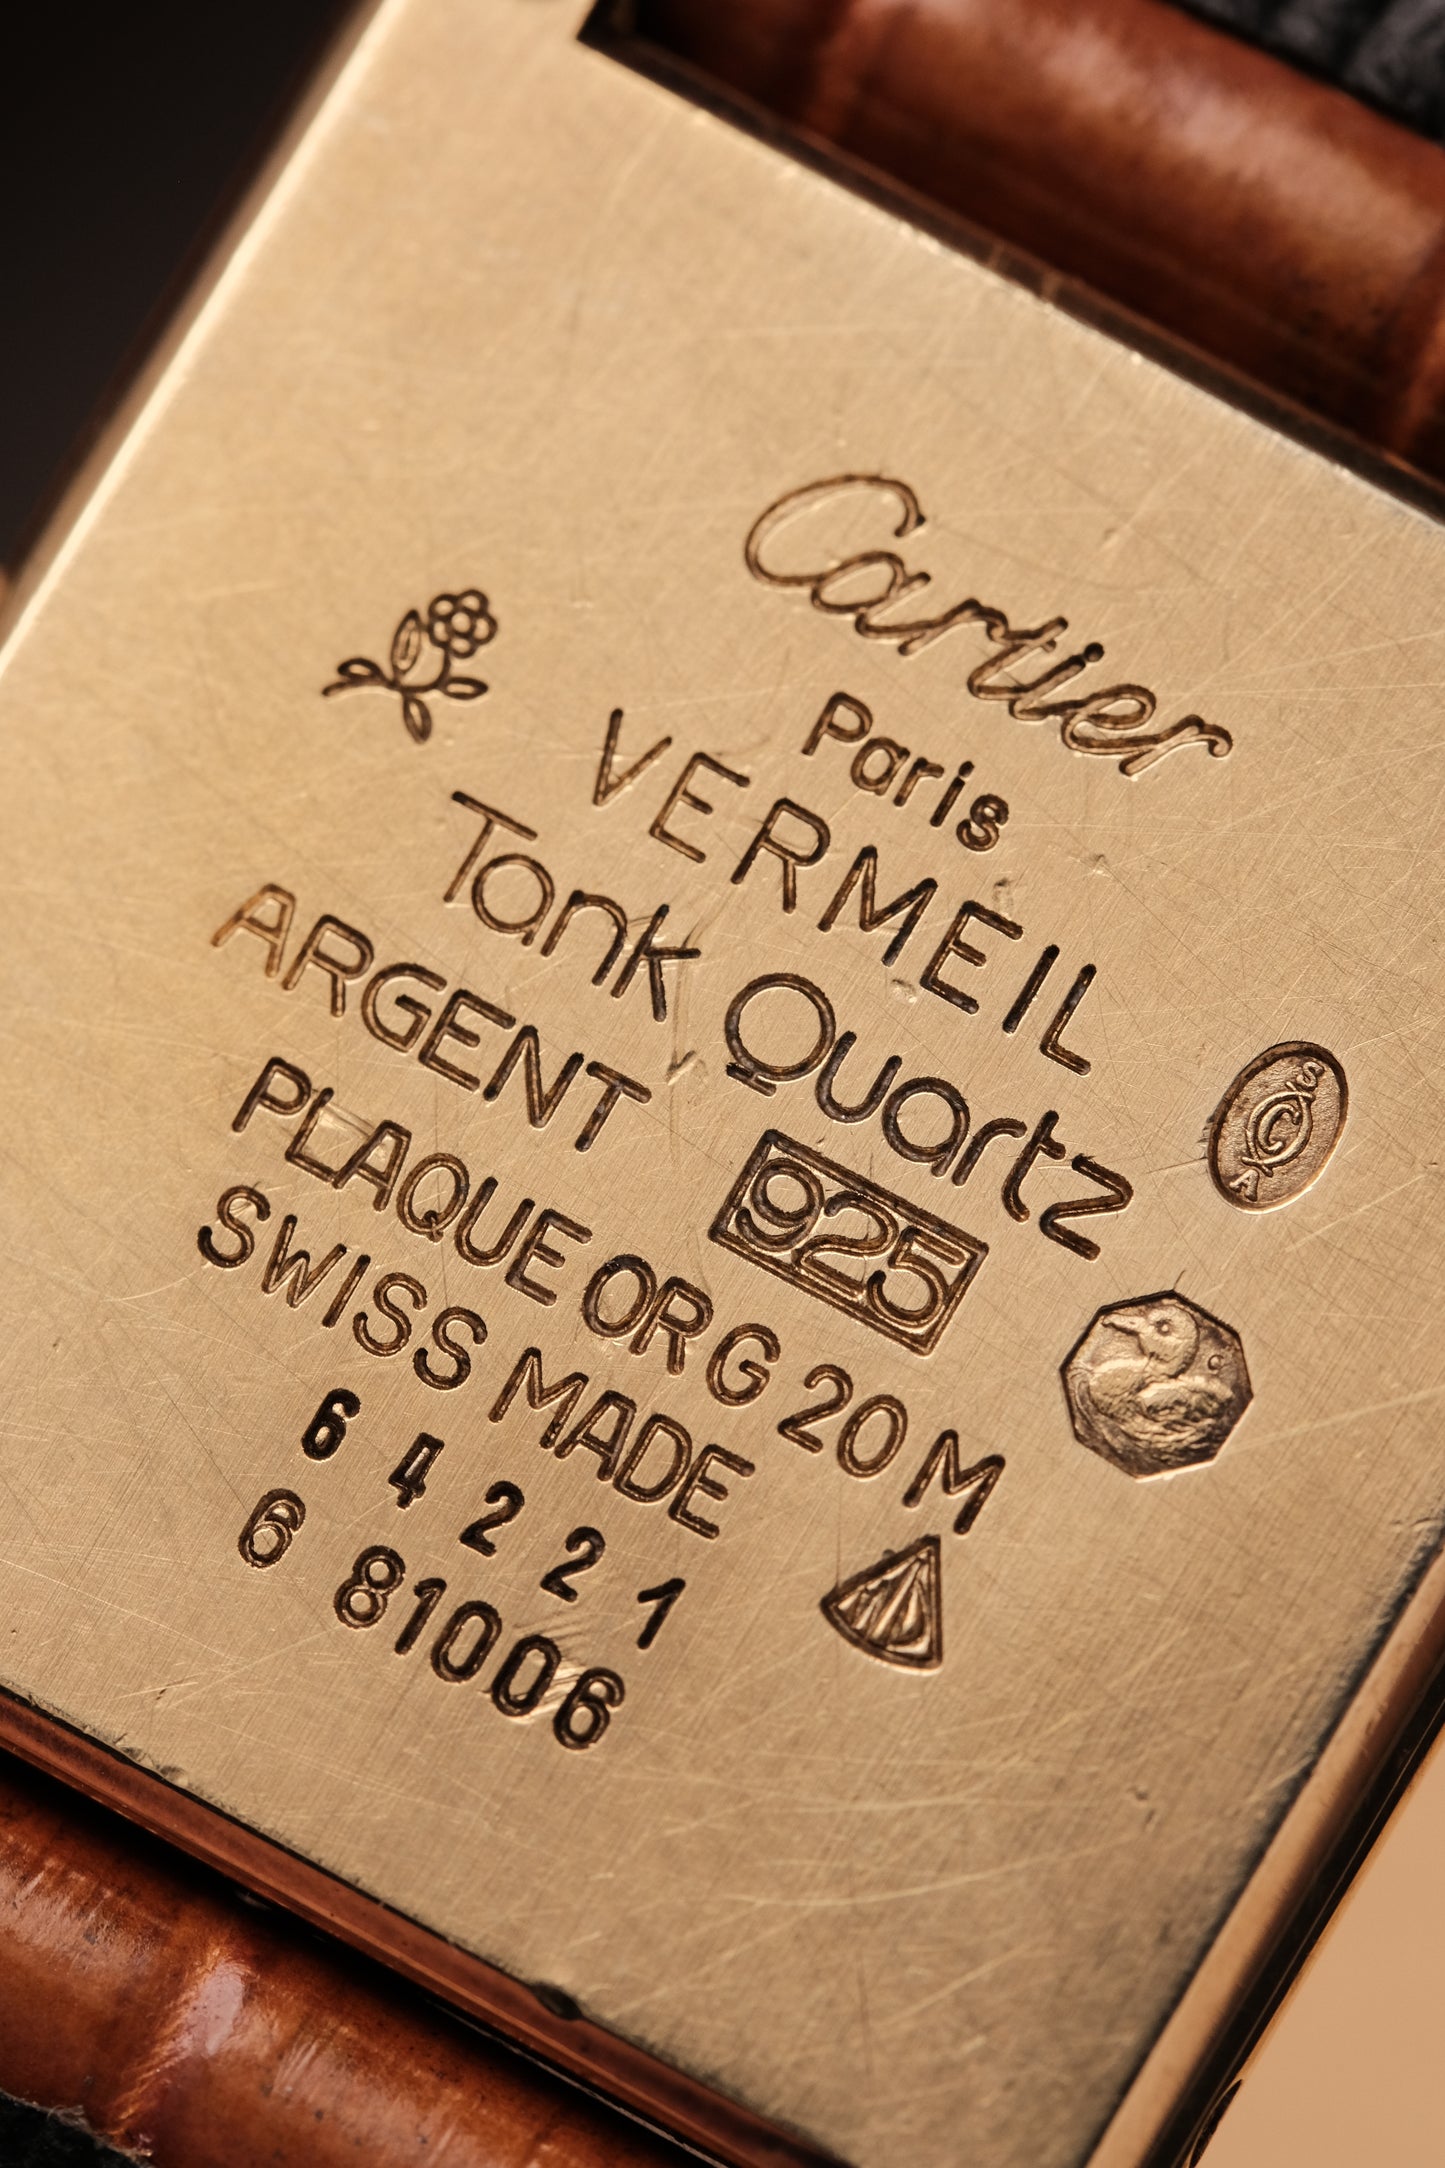 Cartier
Paris
VERMEIL
Tank Quartz
ARGENT 925
PLAQUE OR G 20 M
SWISS MADE
6 4 2 2 1
6 81006
S
C
A
C